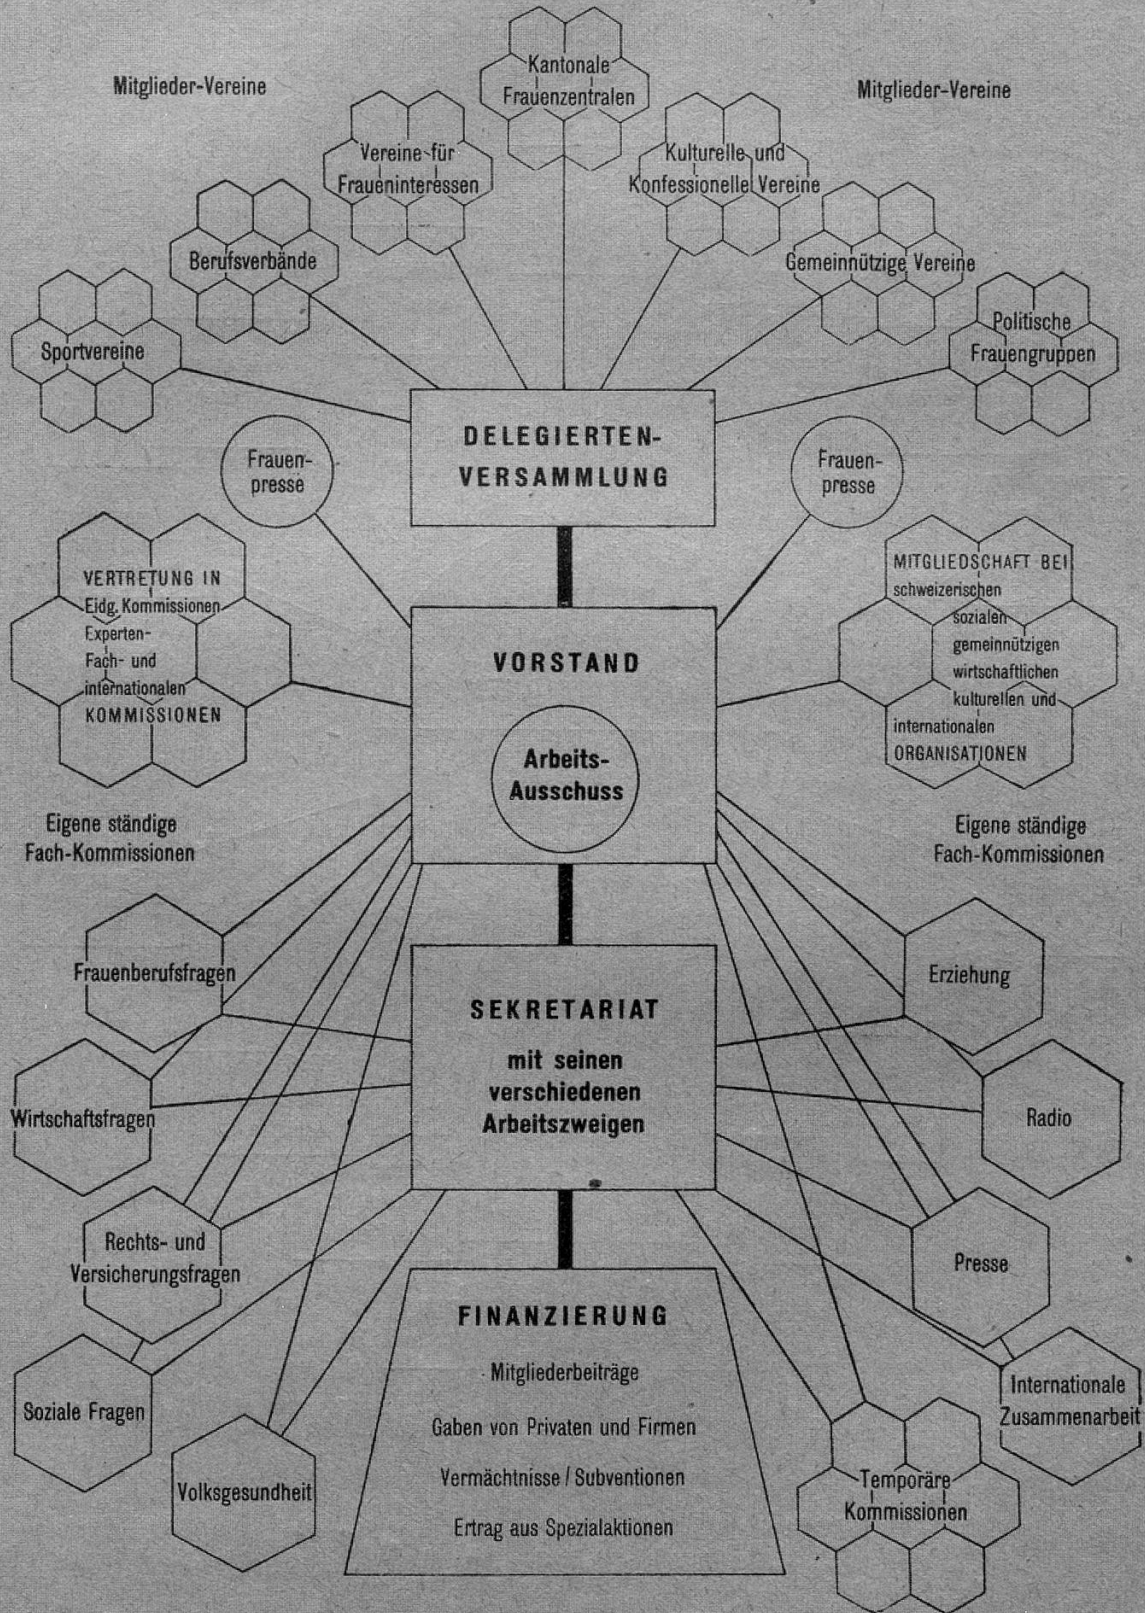 Mitglieder-Vereine
Mitglieder-Vereine
Kantonale
Frauenzentralen
Vereine für
Fraueninteressen
Kulturelle und
Konfessionelle Vereine
Berufsverbände
Gemeinnützige Vereine
Sportvereine
Politische
Frauengruppen
DELEGIERTEN-
VERSAMMLUNG
Frauen-
presse
Frauen-
presse
VERTRETUNG IN
Eidg. Kommissionen
Experten-
Fach- und
internationalen
KOMMISSIONEN
VORSTAND
Arbeits-
Ausschuss
MITGLIEDSCHAFT BEI
schweizerischen
sozialen
gemeinnützigen
wirtschaftlichen
kulturellen und
internationalen
ORGANISATIONEN
Eigene ständige
Fach-Kommissionen
Eigene ständige
Fach-Kommissionen
Frauenberufsfragen
Wirtschaftsfragen
Rechts- und
Versicherungsfragen
Soziale Fragen
Volksgesundheit
SEKRETARIAT
mit seinen
verschiedenen
Arbeitszweigen
Erziehung
Radio
Presse
Internationale
Zusammenarbeit
Temporäre
Kommissionen
FINANZIERUNG
Mitgliederbeiträge
Gaben von Privaten und Firmen
Vermächtnisse / Subventionen
Ertrag aus Spezialaktionen